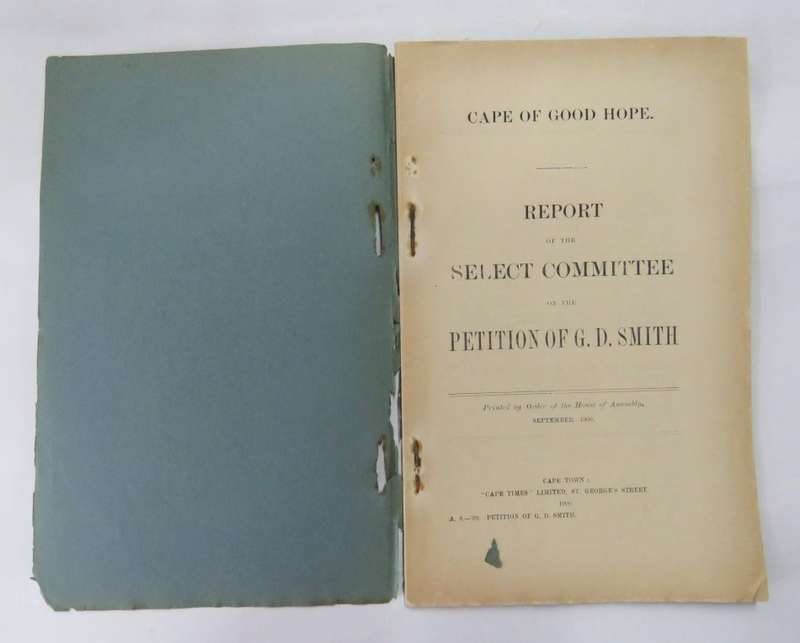 CAPE OF GOOD HOPE.
REPORT
OF THE
SELECT COMMITTEE
ON THE
PETITION OF G. D. SMITH
Printed by Order of the House of Assembly.
SEPTEMBER,
CAPE TOWN:
"CAPE TIMES" LIMITED, ST. GEORGE'S STREET.
PETITION OF G. D. SMITH.